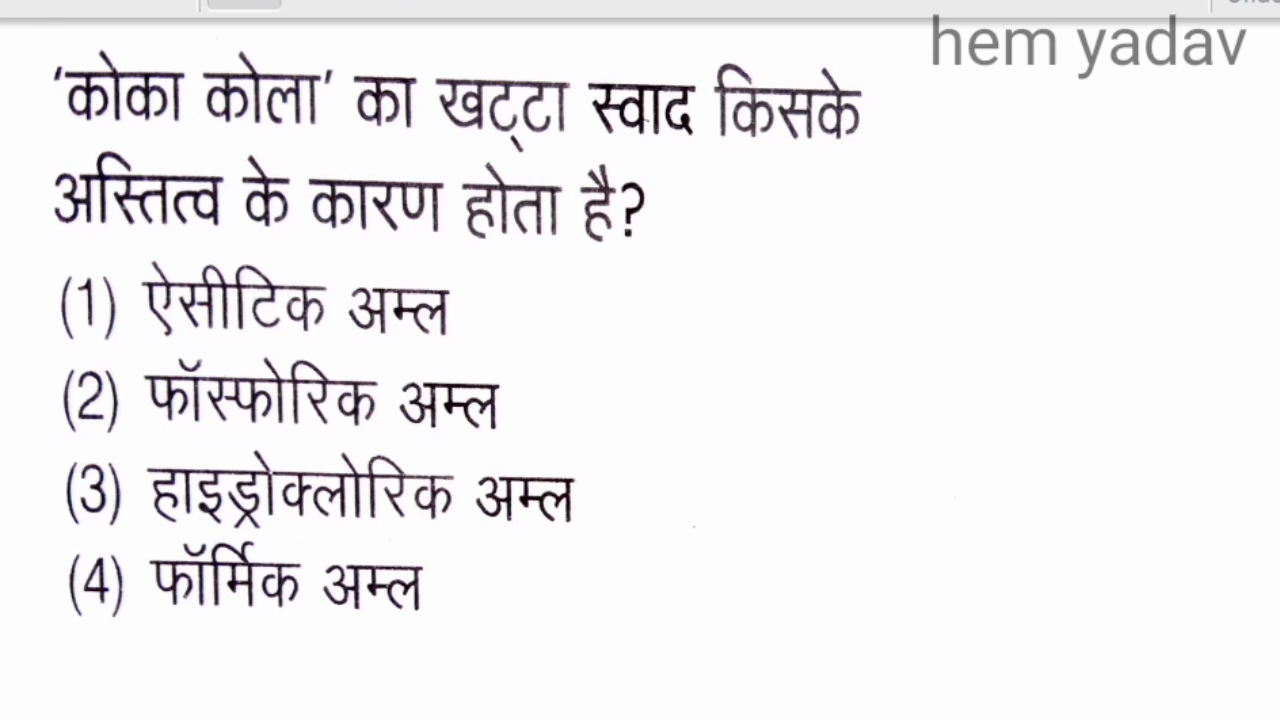 hem yadav
'कोका कोला' का खट्टा स्वाद किसके
अस्तित्व के कारण होता है?
(1) ऐसीटिक अम्ल
(2) फॉस्फोरिक अम्ल
(3) हाइड्रोक्लोरिक अम्ल
(4) फॉर्मिक अम्ल